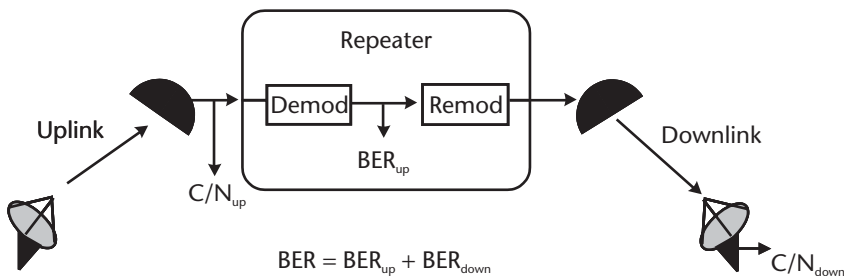 Repeater
Demod
Remod
Uplink
BER_up
Downlink
C/N_up
C/N_down
BER = BER_up + BER_down